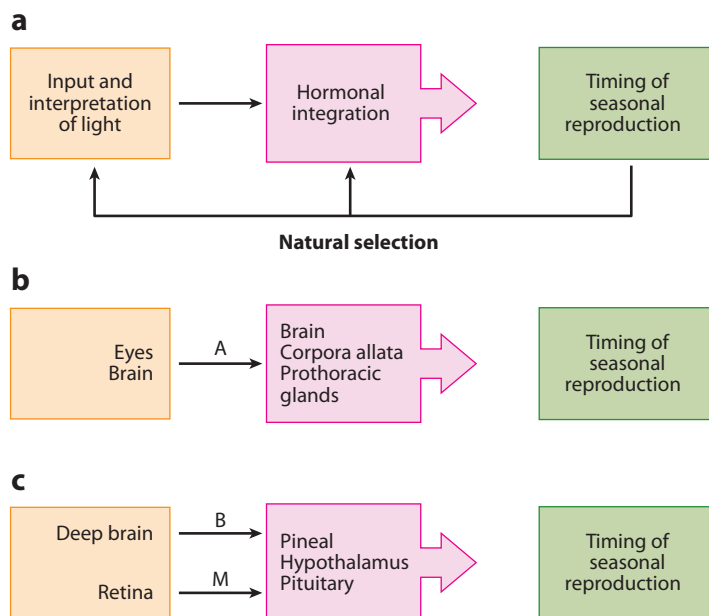 a
Input and
interpretation
of light
Hormonal
integration
Timing of
seasonal
reproduction
Natural selection
b
Eyes
Brain
A
Brain
Corpora allata
Prothoracic
glands
Timing of
seasonal
reproduction
c
Deep brain
Retina
B
M
Pineal
Hypothalamus
Pituitary
Timing of
seasonal
reproduction